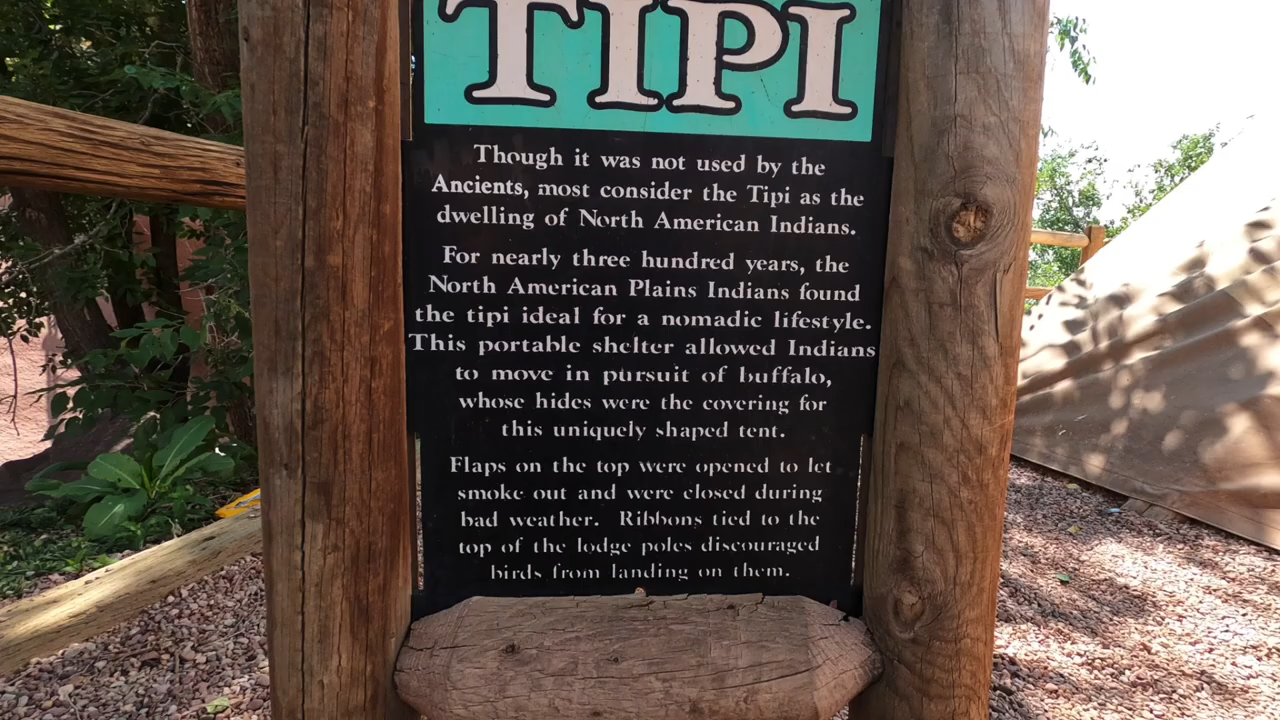 TIPI
Though it was not used by the
Ancients, most consider the Tipi as the
dwelling of North American Indians.
For nearly three hundred years, the
North American Plains Indians found
the tipi ideal for a nomadic lifestyle.
This portable shelter allowed Indians
to move in pursuit of buffalo,
whose hides were the covering for
this uniquely shaped tent.
Flaps on the top were opened to let
smoke out and were closed during
bad weather. Ribbons tied to the
top of the lodge poles discouraged
birds from landing on them.